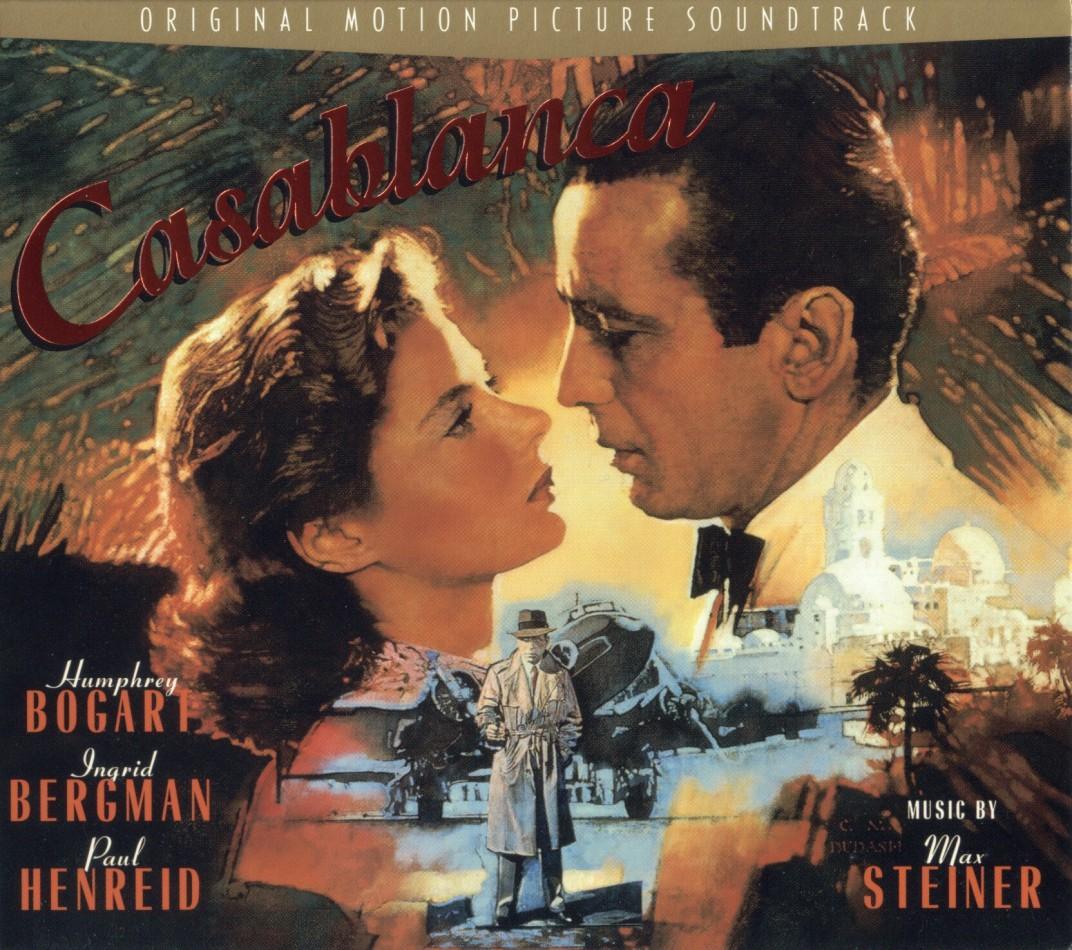 ORIGINAL MOTION PICTURE SOUNDTRACK
Casablanca
Humphrey
BOGART
Ingrid
BERGMAN
Paul
HENREID
MUSIC BY
Max
STEINER